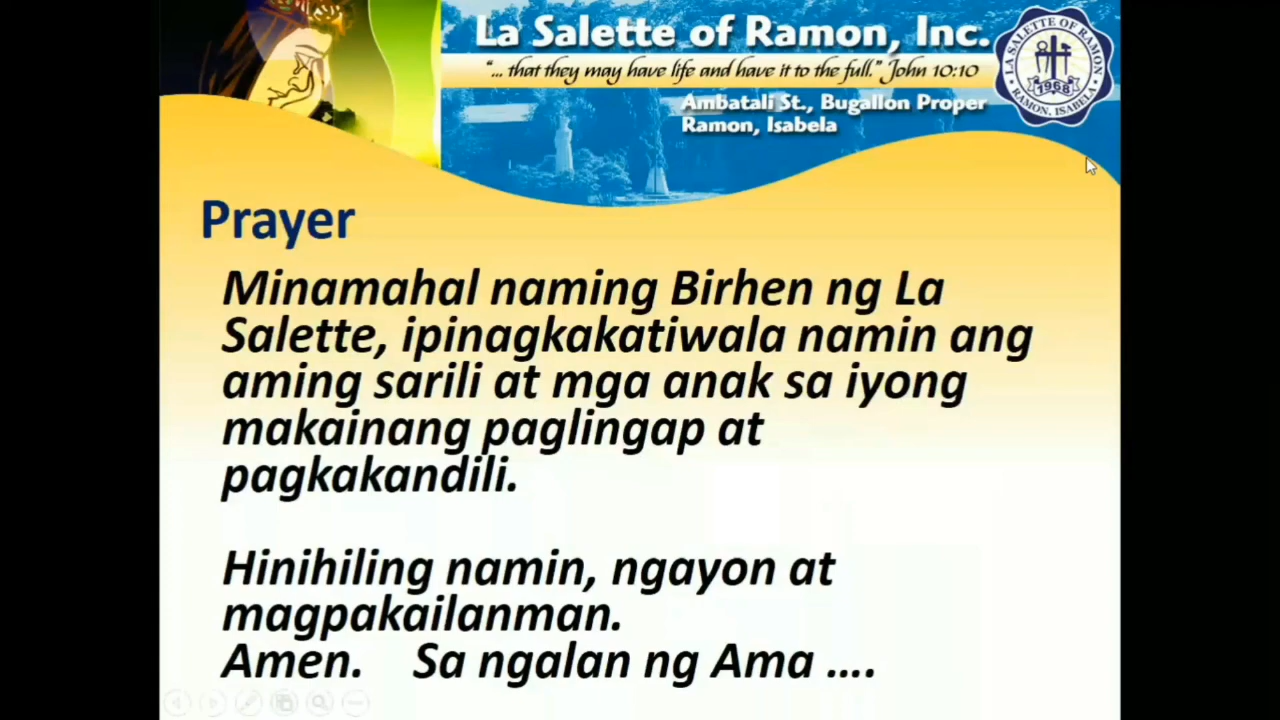 La Salette of Ramon, Inc.
"... that they may have life and have it to the full." John 10:10
Ambatali St., Bugallon Proper
Ramon, Isabela
LA SALETTE OF RAMON
1968
RAMON, ISABELA
Prayer
Minamahal naming Birhen ng La
Salette, ipinagkakatiwala namin ang
aming sarili at mga anak sa iyong
makainang paglingap at
pagkakandili.
Hinihiling namin, ngayon at
magpakailanman.
Amen. Sa ngalan ng Ama ....